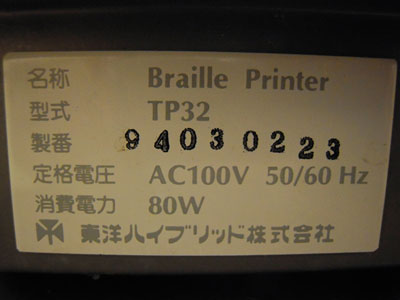 名称 Braille Printer
型式 TP32
製番 94030223
定格電圧 AC100V 50/60 Hz
消費電力 80W
東洋ハイブリッド株式会社